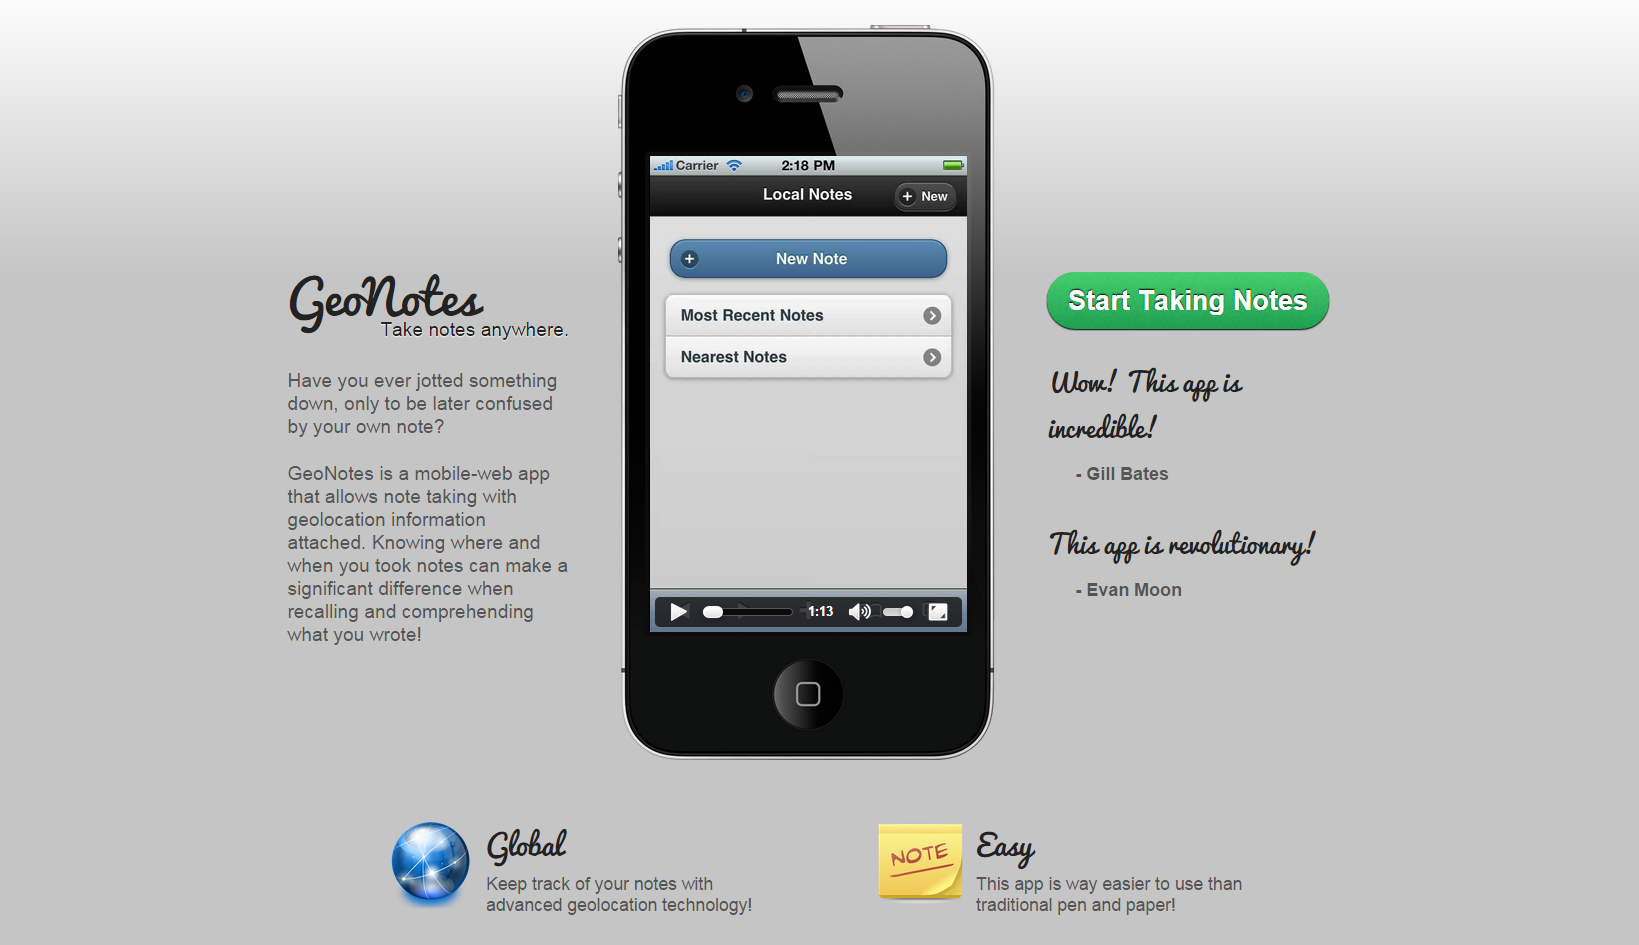 Carrier 2:18 PM
Local Notes
+ New
+ New Note
Most Recent Notes
Nearest Notes
1:13
GeoNotes
Take notes anywhere.
Have you ever jotted something
down, only to be later confused
by your own note?
GeoNotes is a mobile-web app
that allows note taking with
geolocation information
attached. Knowing where and
when you took notes can make a
significant difference when
recalling and comprehending
what you wrote!
Start Taking Notes
Wow! This app is
incredible!
- Gill Bates
This app is revolutionary!
- Evan Moon
Global
Keep track of your notes with
advanced geolocation technology!
NOTE
Easy
This app is way easier to use than
traditional pen and paper!